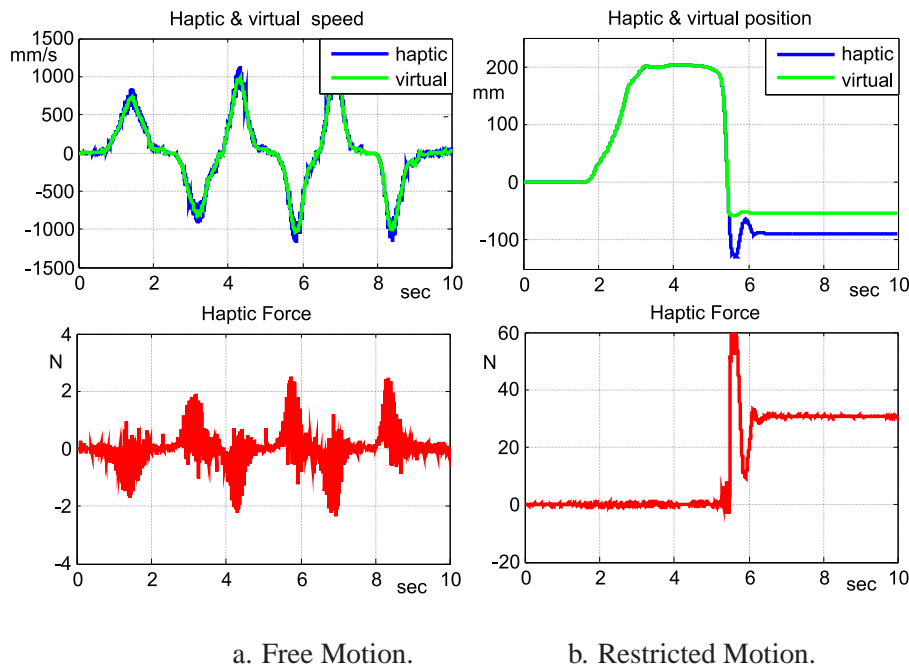 Haptic & virtual speed
1500
mm/s
1000
500
0
-500
-1000
-1500
haptic
virtual
0 2 4 6 8 10
sec
Haptic & virtual position
200
mm
100
0
-100
haptic
virtual
0 2 4 6 8 10
sec
Haptic Force
4
N
2
0
-2
-4
0 2 4 6 8 10
sec
Haptic Force
60
N
40
20
0
-20
0 2 4 6 8 10
sec
a. Free Motion.
b. Restricted Motion.